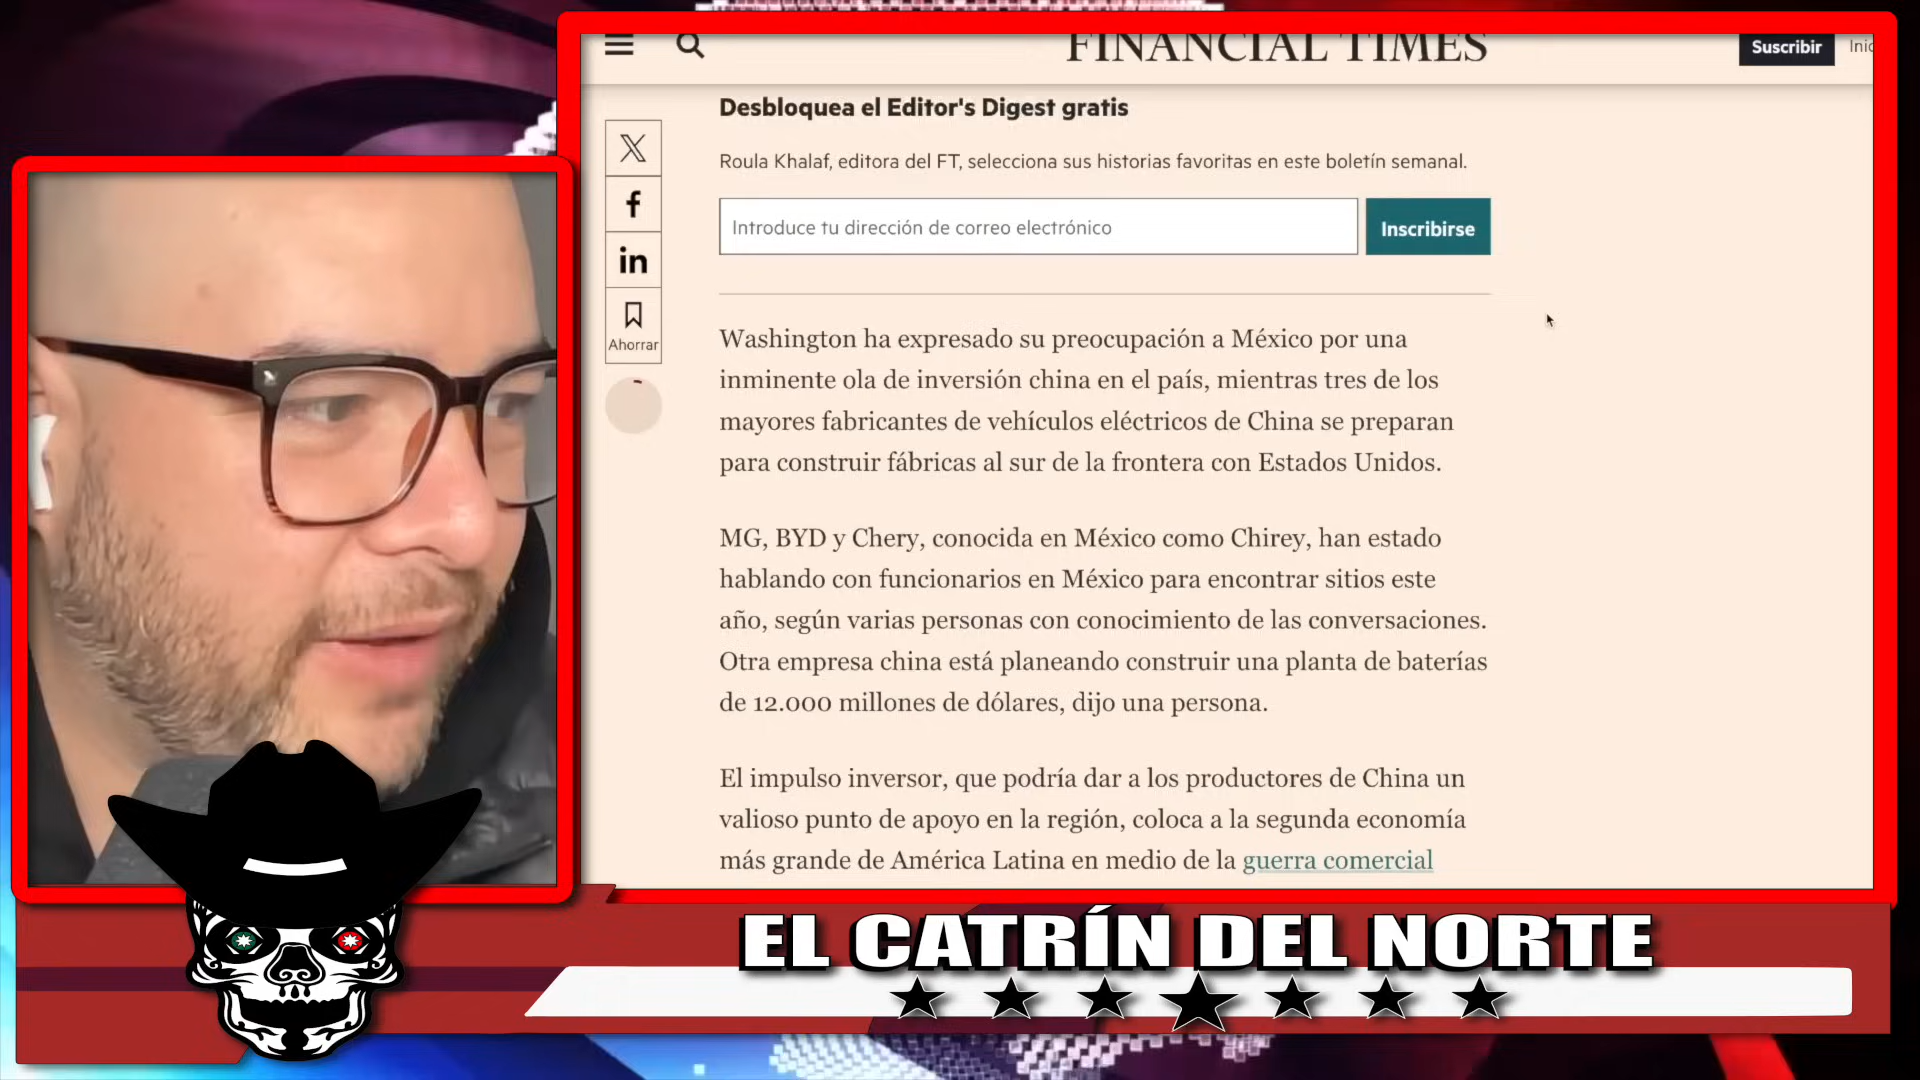 FINANCIAL TIMES
Suscribir
Desbloquea el Editor's Digest gratis
Roula Khalaf, editora del FT, selecciona sus historias favoritas en este boletín semanal.
Introduce tu dirección de correo electrónico
Inscribirse
Ahorrar
Washington ha expresado su preocupación a México por una
inminente ola de inversión china en el país, mientras tres de los
mayores fabricantes de vehículos eléctricos de China se preparan
para construir fábricas al sur de la frontera con Estados Unidos.
MG, BYD y Chery, conocida en México como Chirey, han estado
hablando con funcionarios en México para encontrar sitios este
año, según varias personas con conocimiento de las conversaciones.
Otra empresa china está planeando construir una planta de baterías
de 12.000 millones de dólares, dijo una persona.
El impulso inversor, que podría dar a los productores de China un
valioso punto de apoyo en la región, coloca a la segunda economía
más grande de América Latina en medio de la guerra comercial
EL CATRÍN DEL NORTE